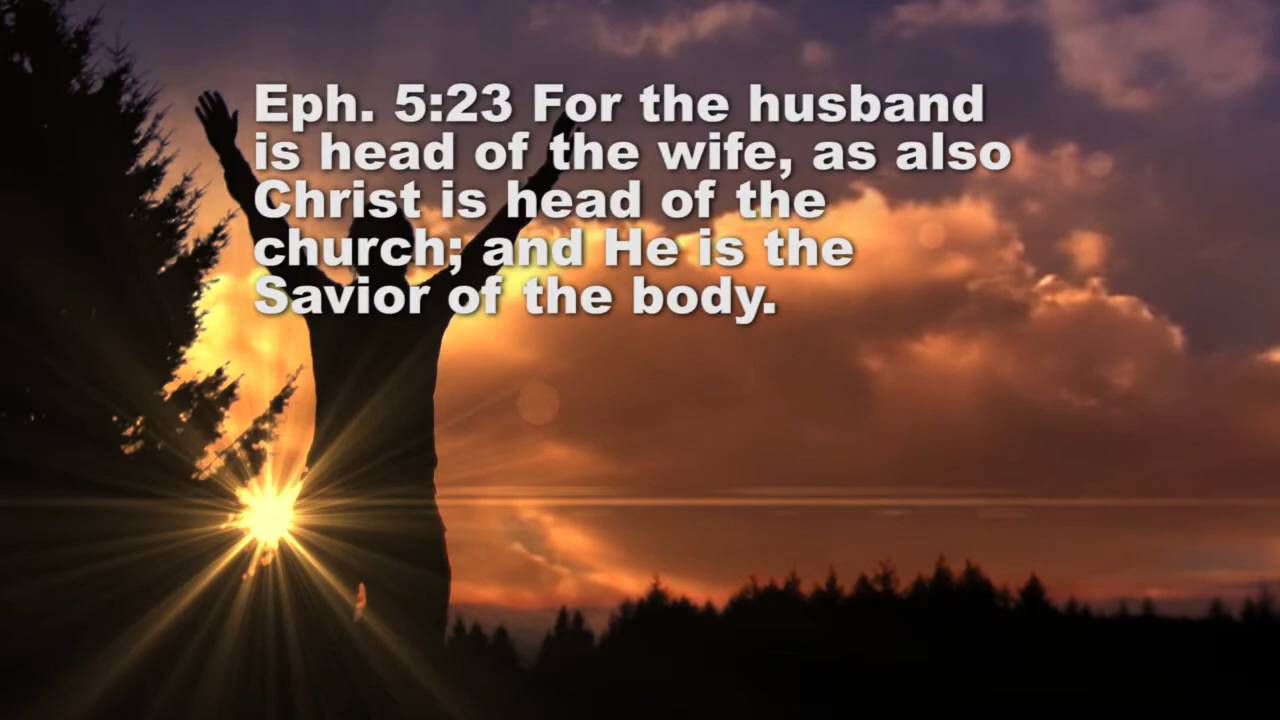 Eph. 5:23 For the husband
is head of the wife, as also
Christ is head of the
church; and He is the
Savior of the body.